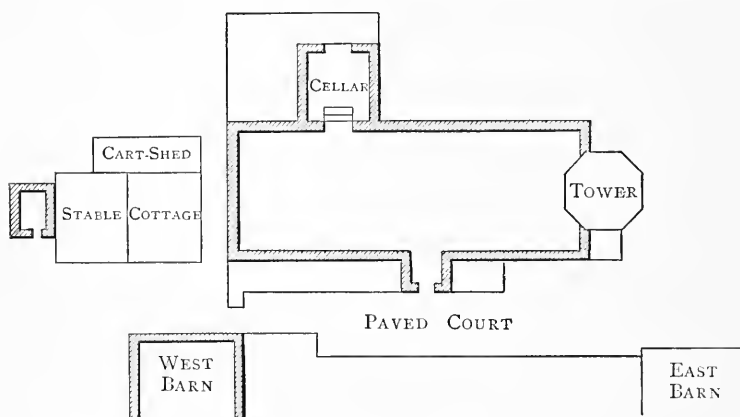 CELLAR
CART-SHED
STABLE
COTTAGE
TOWER
PAVED COURT
WEST
BARN
EAST
BARN